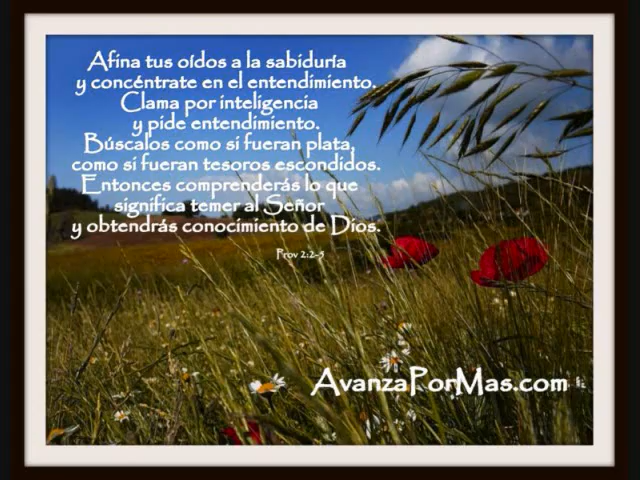 Afina tus oídos a la sabiduría
y concéntrate en el entendimiento.
Clama por inteligencia
y pide entendimiento.
Búscalos como si fueran plata,
como si fueran tesoros escondidos.
Entonces comprenderás lo que
significa temer al Señor
y obtendrás conocimiento de Dios.
Prov 2:2-5
AvanzaPorMas.com